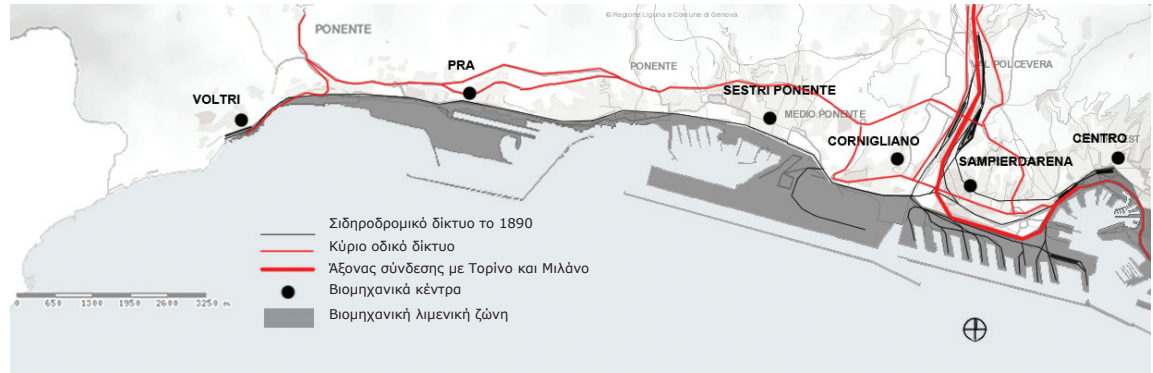 © Regione Liguria e Comune di Genova
PONENTE
PRA
PONENTE
VAL POLCEVERA
VOLTRI
SESTRI PONENTE
MEDIO PONENTE
CORNIGLIANO
CENTRO
SAMPIERDARENA
Σιδηροδρομικό δίκτυο το 1890
Κύριο οδικό δίκτυο
Άξονας σύνδεσης με Τορίνο και Μιλάνο
Βιομηχανικά κέντρα
Βιομηχανική λιμενική ζώνη
0 650 1300 1950 2600 3250 m